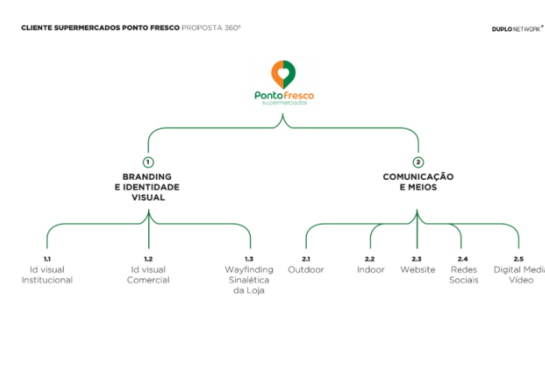 CLIENTE SUPERMERCADOS PONTO FRESCO PROPOSTA 360º
DUPLO NETWORK
PontoFresco
supermercados
1
BRANDING
E IDENTIDADE
VISUAL
2
COMUNICAÇÃO
E MEIOS
1.1
Id visual
Institucional
1.2
Id visual
Comercial
1.3
Wayfinding
Sinalética
da Loja
2.1
Outdoor
2.2
Indoor
2.3
Website
2.4
Redes
Sociais
2.5
Digital Media
Vídeo